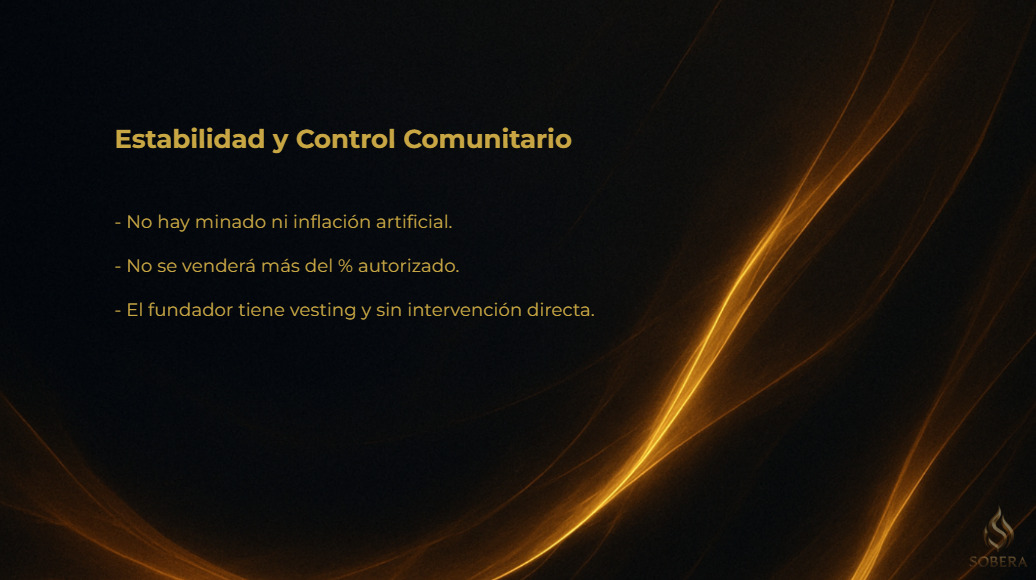 Estabilidad y Control Comunitario
- No hay minado ni inflación artificial.
- No se venderá más del % autorizado.
- El fundador tiene vesting y sin intervención directa.
SOBERA